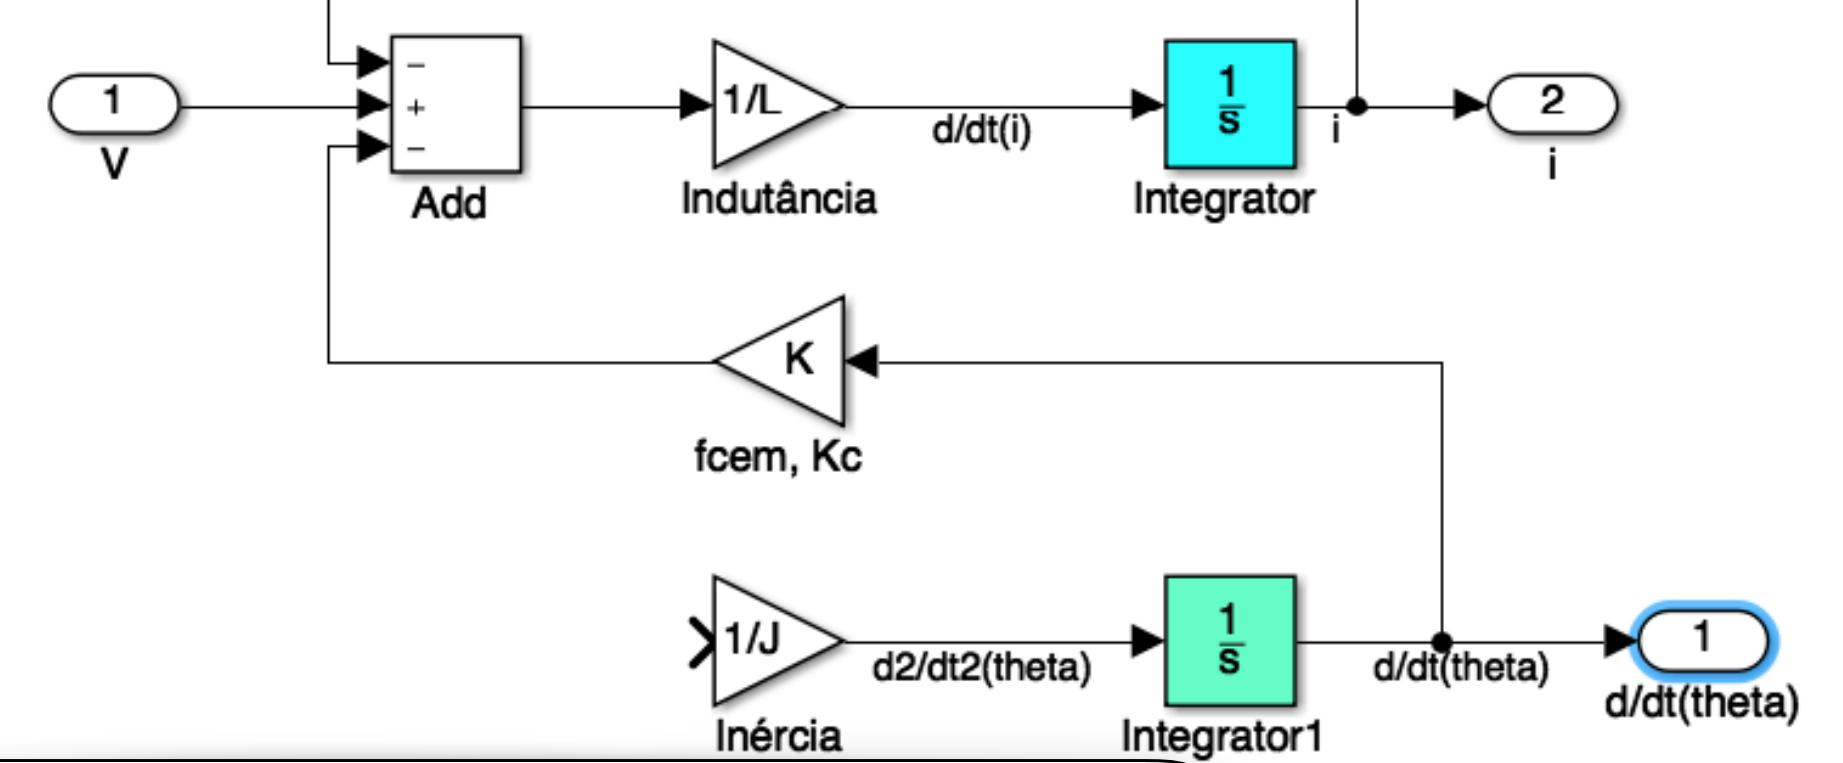 −
1
+
−
V
Add
1/L
Indutância
d/dt(i)
1
s
Integrator
i
2
i
K
fcem, Kc
1/J
Inércia
d2/dt2(theta)
1
s
Integrator1
d/dt(theta)
1
d/dt(theta)